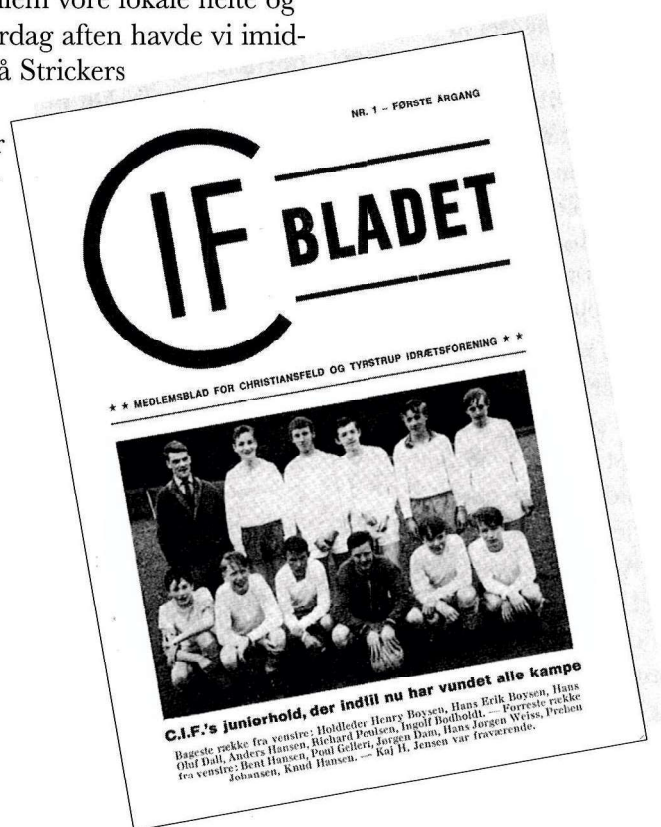 lem vore lokale helte og
rdag aften havde vi imid-
å Strickers
r
NR. 1 – FØRSTE ÅRGANG
CIF BLADET
★ ★ MEDLEMSBLAD FOR CHRISTIANSFELD OG TYRSTRUP IDRÆTSFORENING ★ ★
C.I.F.'s juniorhold, der indtil nu har vundet alle kampe
Bageste række fra venstre: Holdleder Henry Boysen, Hans Erik Boysen, Hans
Oluf Dall, Anders Hansen, Richard Poulsen, Ingolf Bodholdt. — Forreste række
fra venstre: Bent Hansen, Poul Gelleri, Jørgen Dam, Hans Jørgen Weiss, Preben
Johansen, Knud Hansen. — Kaj H. Jensen var fraværende.